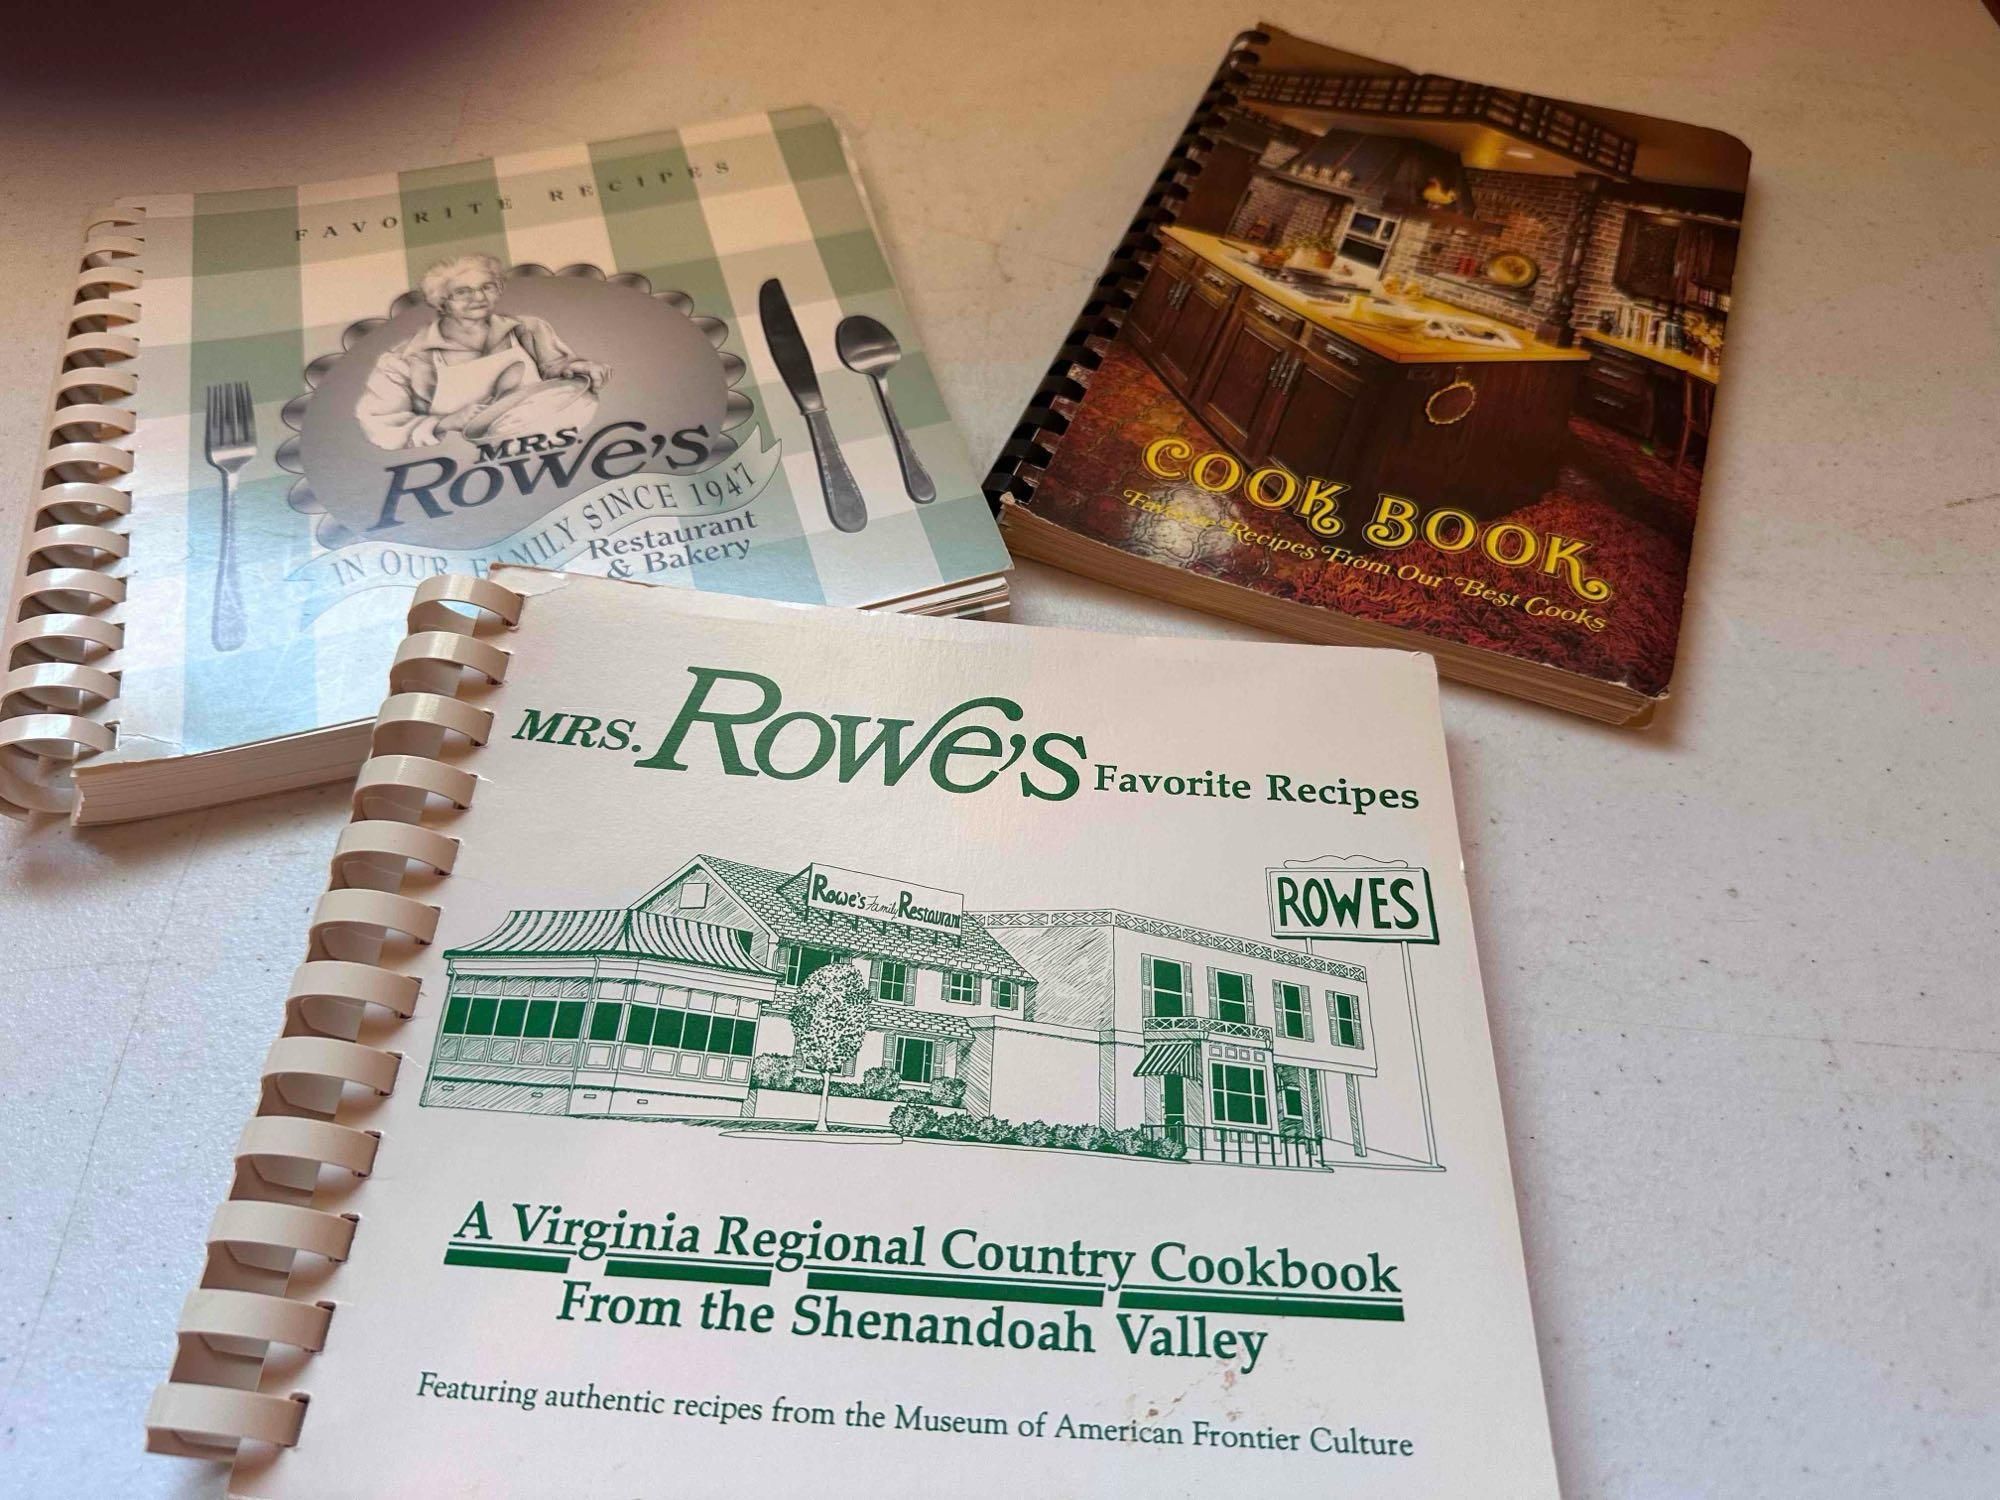 FAVORITE RECIPES
MRS.
Rowe's
IN OUR FAMILY SINCE 1947
Restaurant
& Bakery
COOK BOOK
Favorite Recipes From Our Best Cooks
MRS. Rowe's Favorite Recipes
Rowe's Family Restaurant
ROWES
A Virginia Regional Country Cookbook
From the Shenandoah Valley
Featuring authentic recipes from the Museum of American Frontier Culture